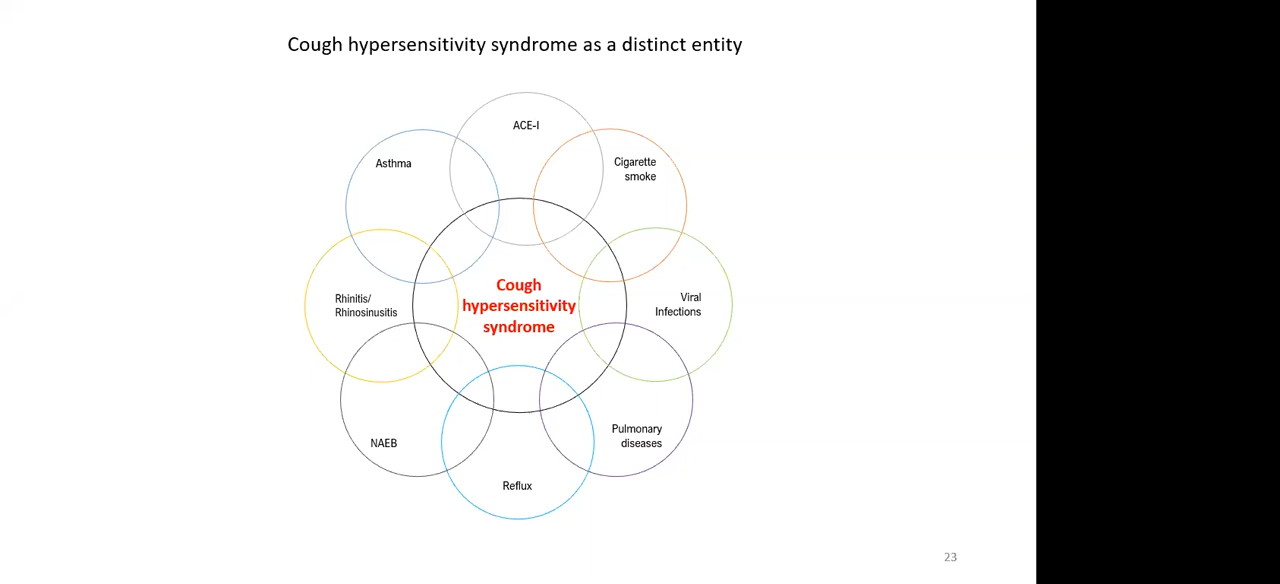 Cough hypersensitivity syndrome as a distinct entity
ACE-I
Asthma
Cigarette
smoke
Cough
hypersensitivity
syndrome
Rhinitis/
Rhinosinusitis
Viral
Infections
NAEB
Pulmonary
diseases
Reflux
23